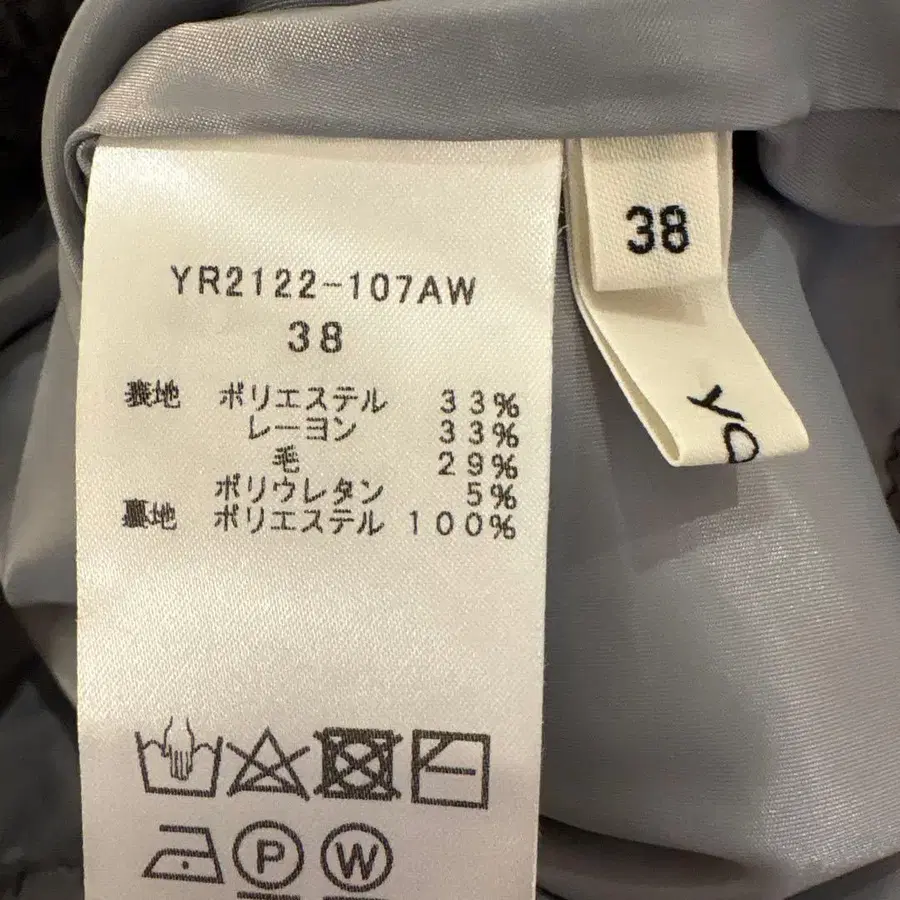 YR2122-107AW
38
表地 ポリエステル 33%
レーヨン 33%
毛 29%
ポリウレタン 5%
裏地 ポリエステル 100%
P
W
38
YO